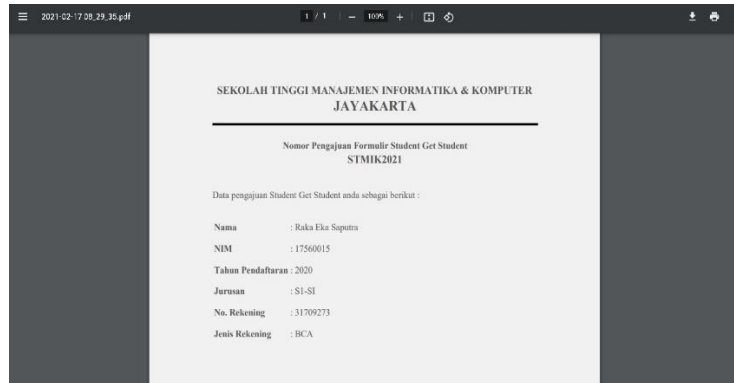 2021-02-17 08_29_35.pdf 1 / 1 100%
SEKOLAH TINGGI MANAJEMEN INFORMATIKA & KOMPUTER
JAYAKARTA
Nomor Pengajuan Formulir Student Get Student
STMIK2021
Data pengajuan Student Get Student anda sebagai berikut :
Nama : Raka Eka Saputra
NIM : 17560015
Tahun Pendaftaran : 2020
Jurusan : S1-SI
No. Rekening : 31709273
Jenis Rekening : BCA